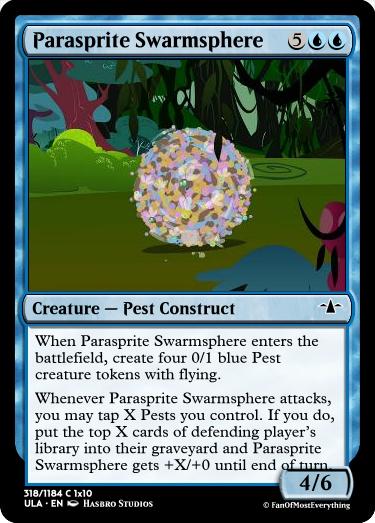 Parasprite Swarmsphere 5
Creature — Pest Construct
When Parasprite Swarmsphere enters the
battlefield, create four 0/1 blue Pest
creature tokens with flying.
Whenever Parasprite Swarmsphere attacks,
you may tap X Pests you control. If you do,
put the top X cards of defending player's
library into their graveyard and Parasprite
Swarmsphere gets +X/+0 until end of turn.
4/6
318/1184 C 1x10
ULA • EN Hasbro Studios
© FanOfMostEverything